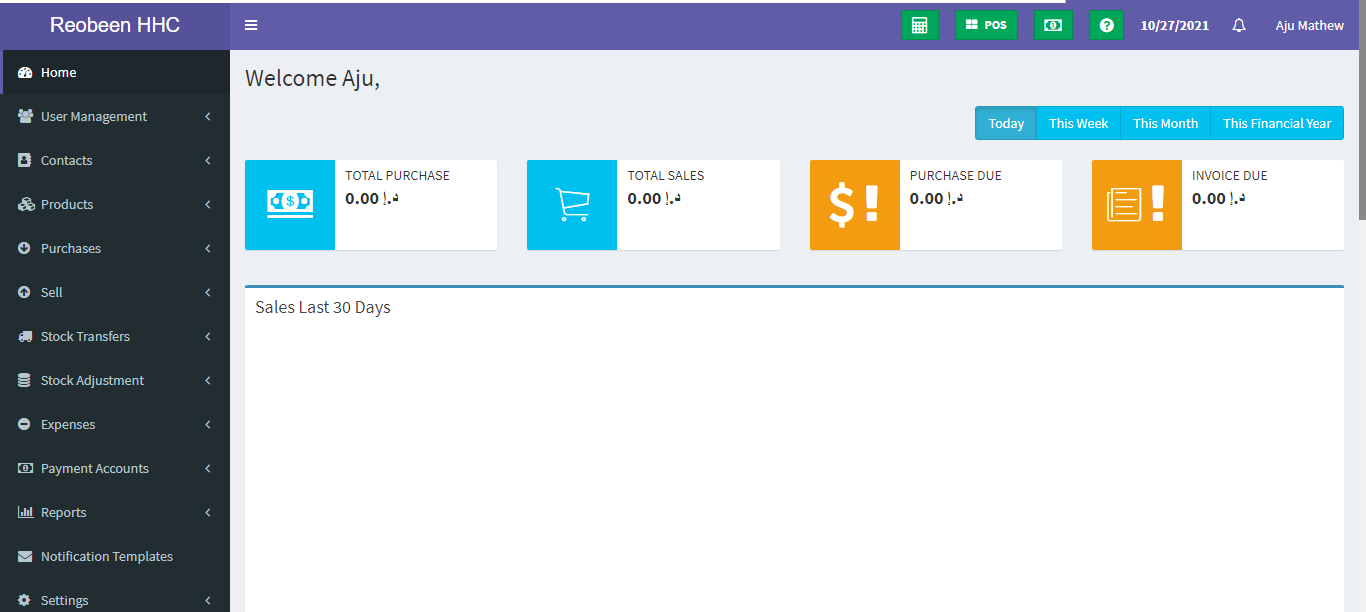 Reobeen HHC
POS
10/27/2021
Aju Mathew
Home
User Management
Contacts
Products
Purchases
Sell
Stock Transfers
Stock Adjustment
Expenses
Payment Accounts
Reports
Notification Templates
Settings
Welcome Aju,
Today
This Week
This Month
This Financial Year
TOTAL PURCHASE
0.00 د.إ
TOTAL SALES
0.00 د.إ
PURCHASE DUE
0.00 د.إ
INVOICE DUE
0.00 د.إ
Sales Last 30 Days